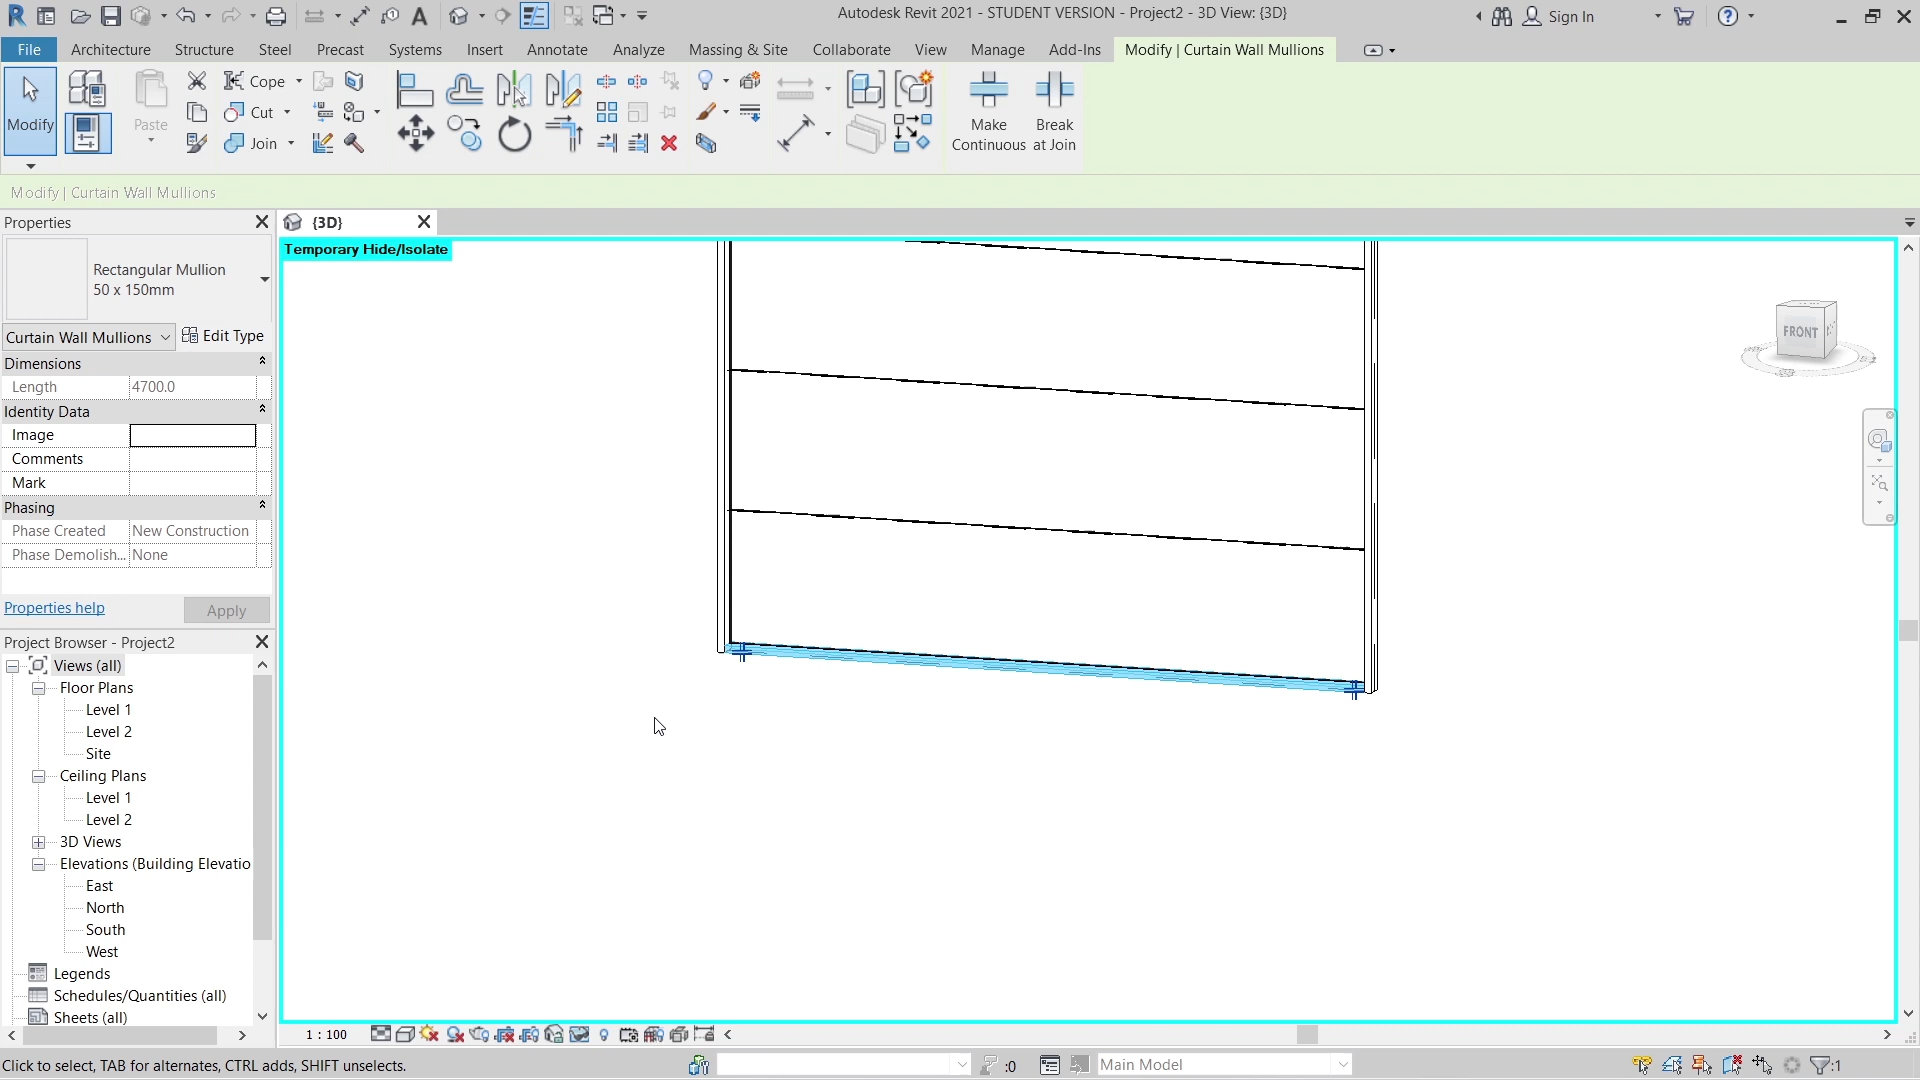 Autodesk Revit 2021 - STUDENT VERSION - Project2 - 3D View: {3D}
Sign In
File
Architecture
Structure
Steel
Precast
Systems
Insert
Annotate
Analyze
Massing & Site
Collaborate
View
Manage
Add-Ins
Modify | Curtain Wall Mullions
Modify
Paste
Cope
Cut
Join
Make
Continuous
Break
at Join
Modify | Curtain Wall Mullions
Properties
{3D}
Temporary Hide/Isolate
Rectangular Mullion
50 x 150mm
Curtain Wall Mullions
Edit Type
Dimensions
Length 4700.0
Identity Data
Image
Comments
Mark
Phasing
Phase Created New Construction
Phase Demolish... None
Properties help
Apply
FRONT
Project Browser - Project2
Views (all)
Floor Plans
Level 1
Level 2
Site
Ceiling Plans
Level 1
Level 2
3D Views
Elevations (Building Elevatio
East
North
South
West
Legends
Schedules/Quantities (all)
Sheets (all)
1 : 100
Click to select, TAB for alternates, CTRL adds, SHIFT unselects.
:0
Main Model
:1